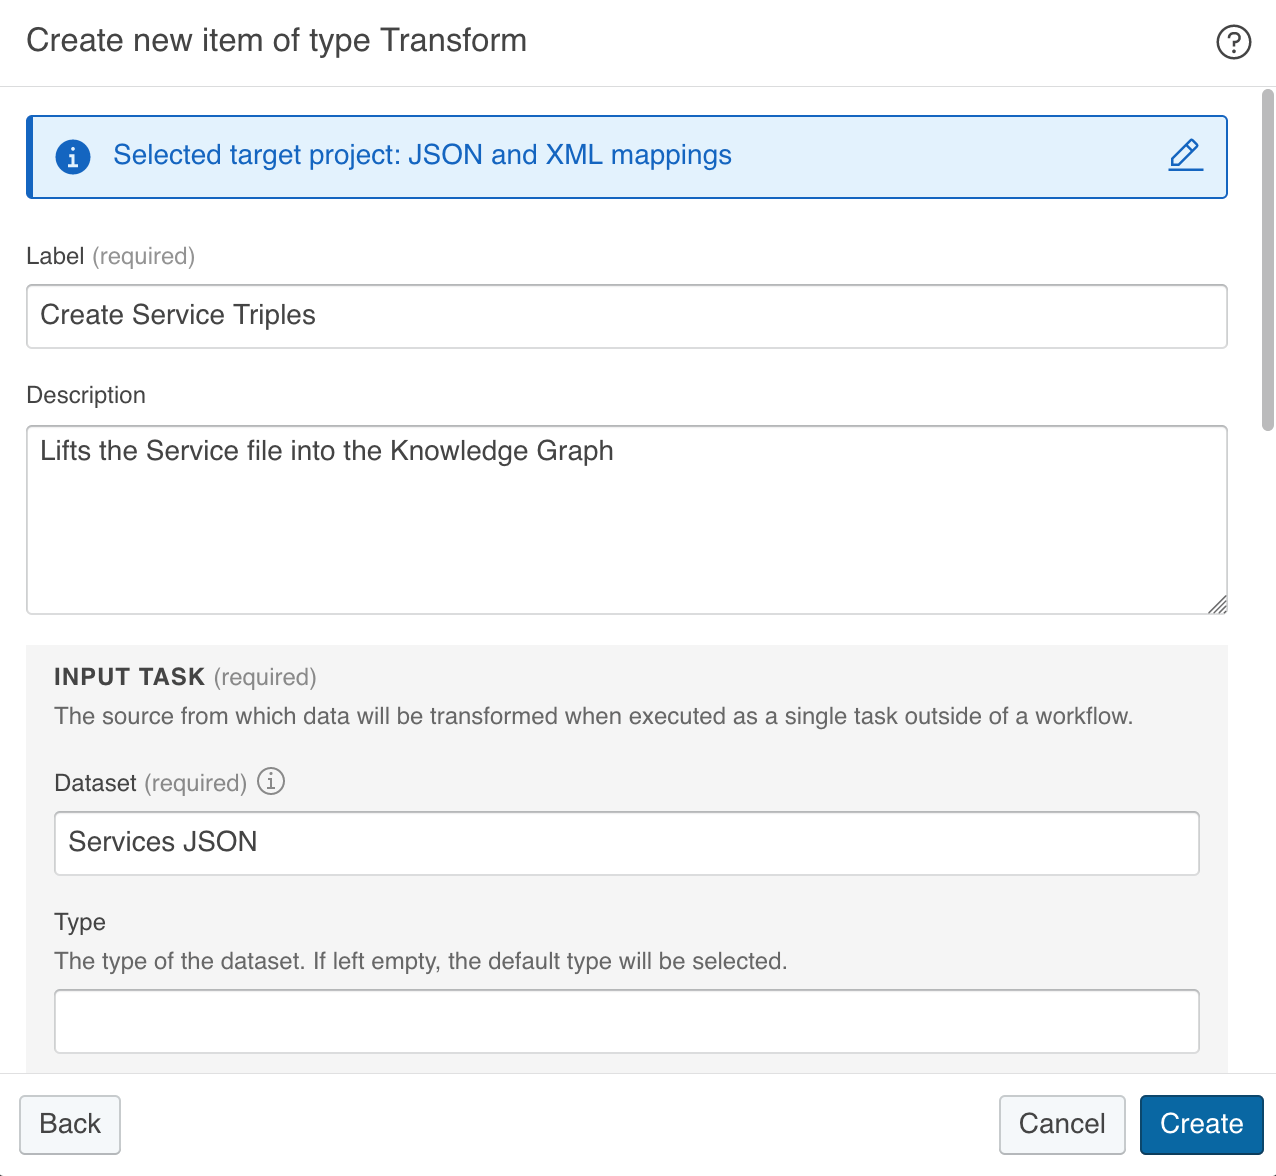 Create new item of type Transform
Selected target project: JSON and XML mappings
Label (required)
Create Service Triples
Description
Lifts the Service file into the Knowledge Graph
INPUT TASK (required)
The source from which data will be transformed when executed as a single task outside of a workflow.
Dataset (required)
Services JSON
Type
The type of the dataset. If left empty, the default type will be selected.
Back
Cancel
Create